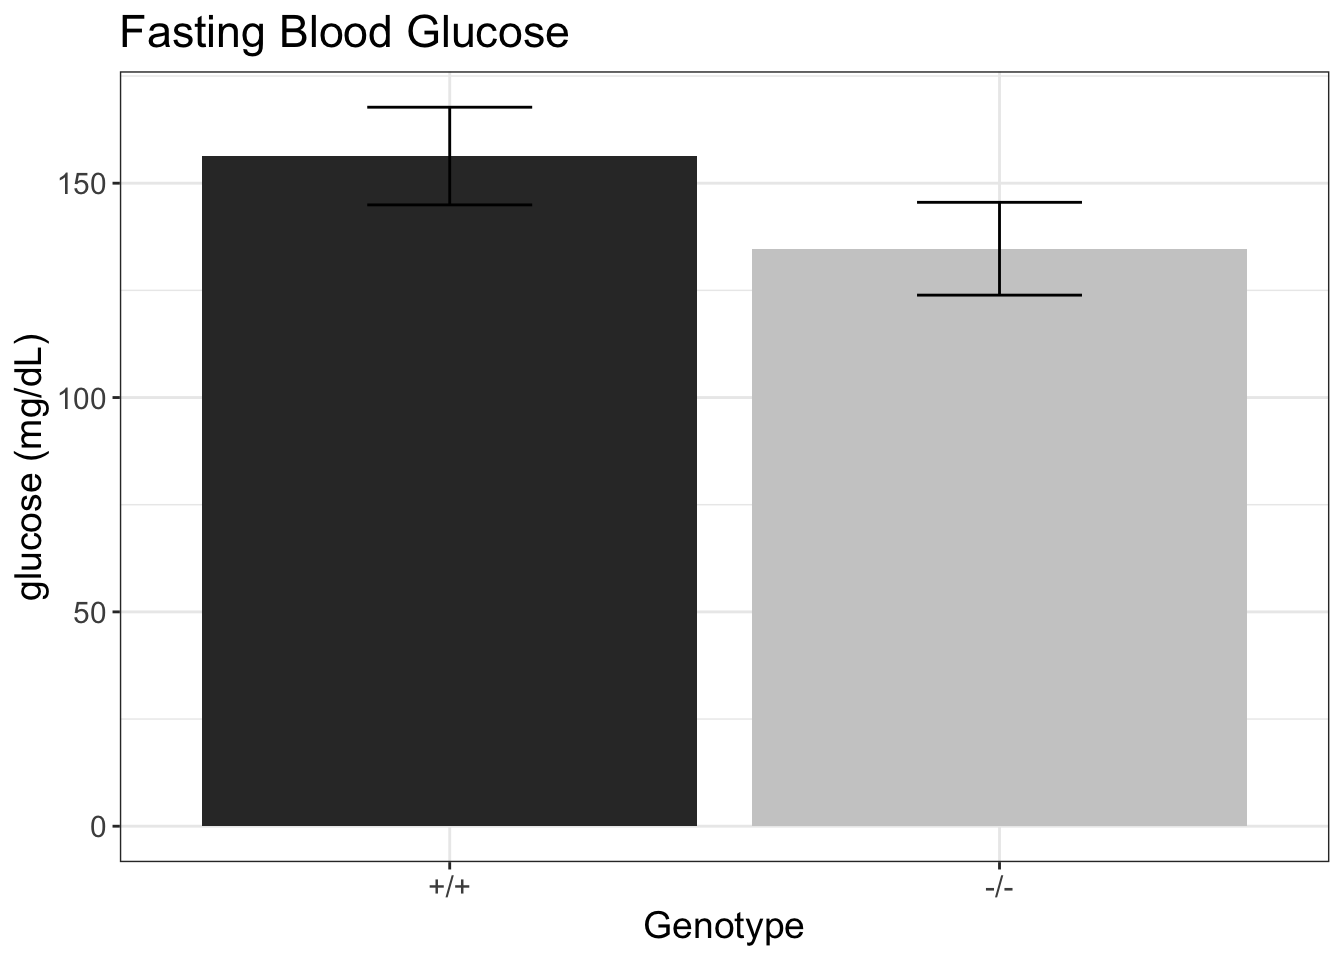 Fasting Blood Glucose
glucose (mg/dL)
150
100
50
0
+/+
-/-
Genotype